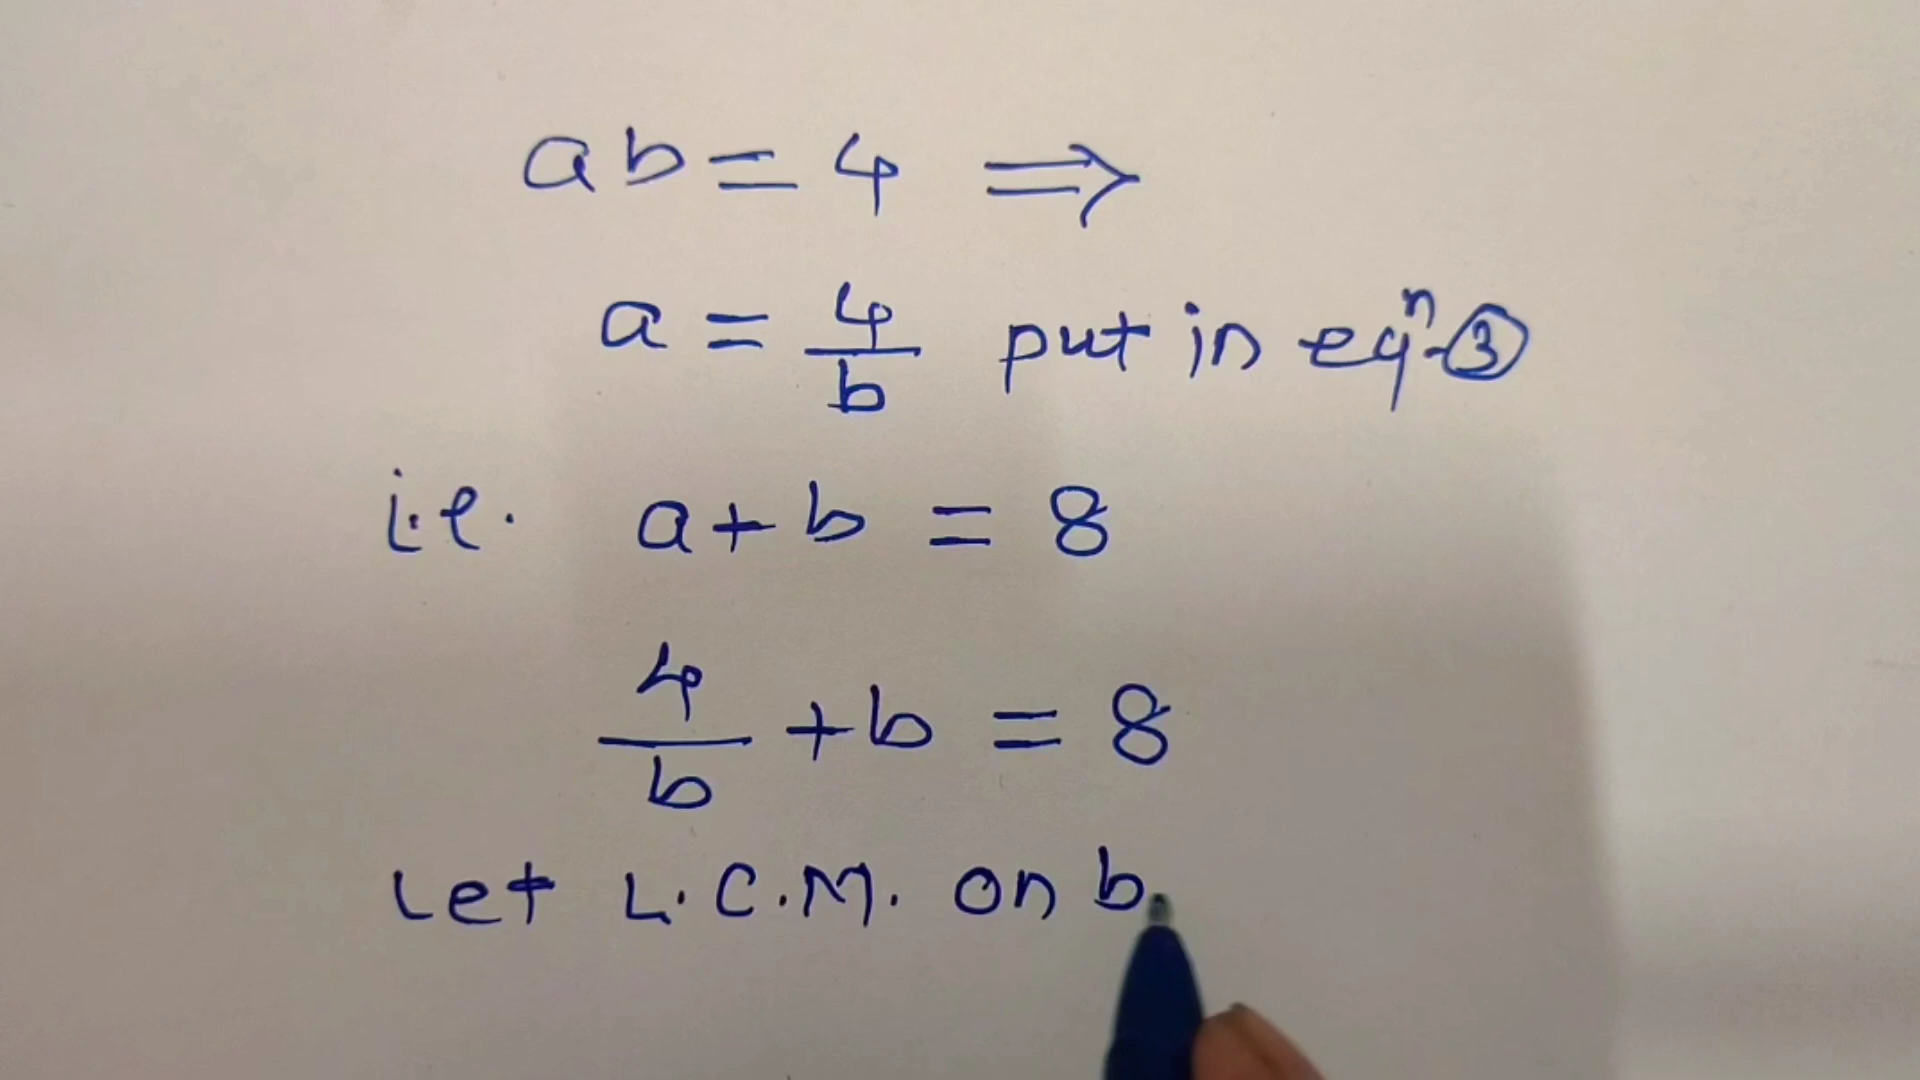 ab = 4 ⇒
a = 4/b put in eqⁿ-③
i.e. a + b = 8
4/b + b = 8
Let L.C.M. on b